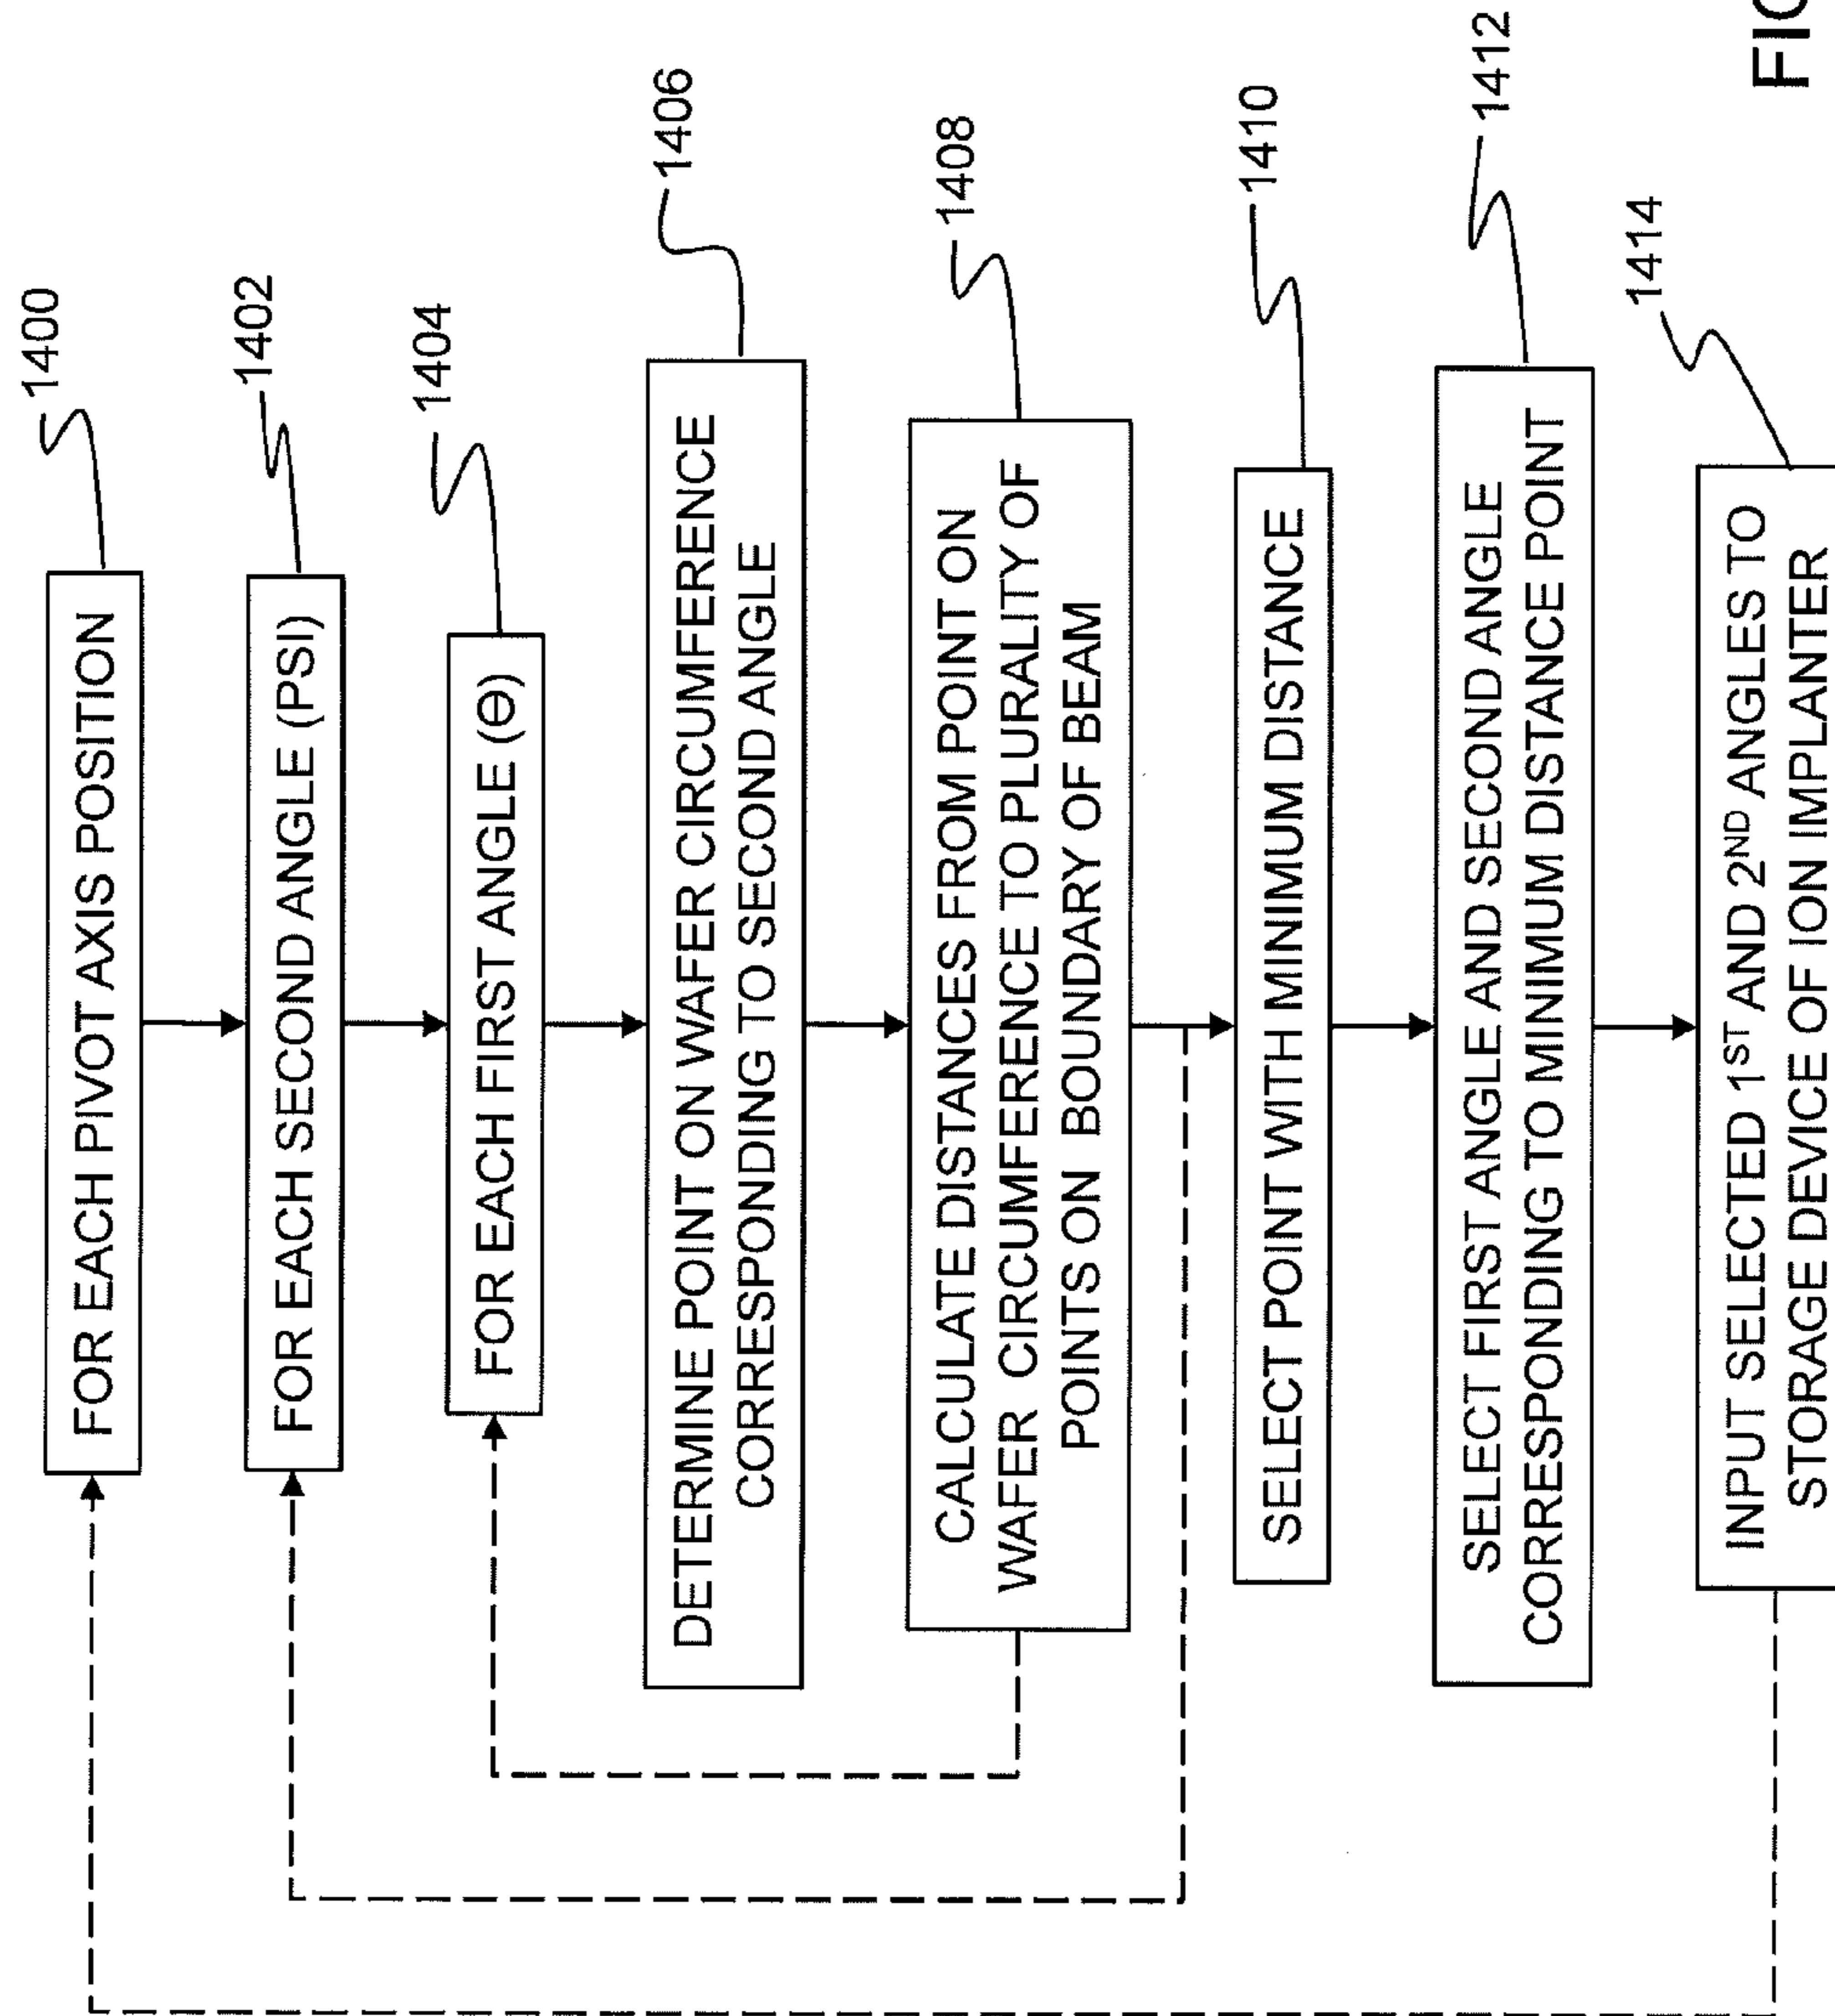 1400
FOR EACH PIVOT AXIS POSITION
1402
FOR EACH SECOND ANGLE (PSI)
1404
FOR EACH FIRST ANGLE (Θ)
1406
DETERMINE POINT ON WAFER CIRCUMFERENCE
CORRESPONDING TO SECOND ANGLE
1408
CALCULATE DISTANCES FROM POINT ON
WAFER CIRCUMFERENCE TO PLURALITY OF
POINTS ON BOUNDARY OF BEAM
1410
SELECT POINT WITH MINIMUM DISTANCE
1412
SELECT FIRST ANGLE AND SECOND ANGLE
CORRESPONDING TO MINIMUM DISTANCE POINT
1414
INPUT SELECTED 1ST AND 2ND ANGLES TO
STORAGE DEVICE OF ION IMPLANTER